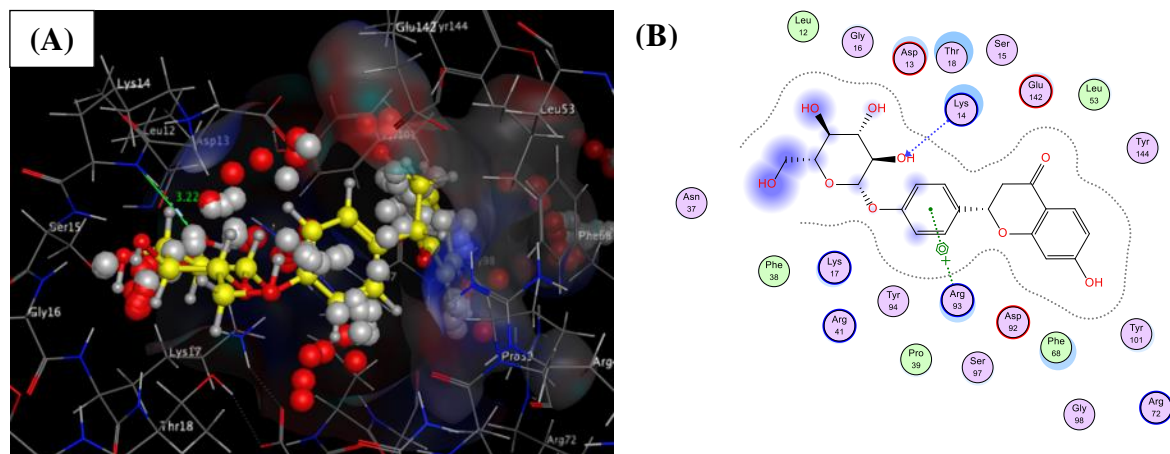 (A)
Glu142
Tyr144
Lys14
Leu53
Leu12
Asp13
3.22
Ser15
Phe68
Gly16
Lys17
Thr18
Arg72
(B)
Leu
12
Gly
16
Asp
13
Thr
18
Ser
15
Glu
142
Leu
53
Lys
14
Tyr
144
HO
OH
OH
HO
O
O
O
O
OH
Asn
37
Phe
38
Lys
17
Tyr
94
Arg
93
Arg
41
Asp
92
Pro
39
Ser
97
Phe
68
Tyr
101
Gly
98
Arg
72